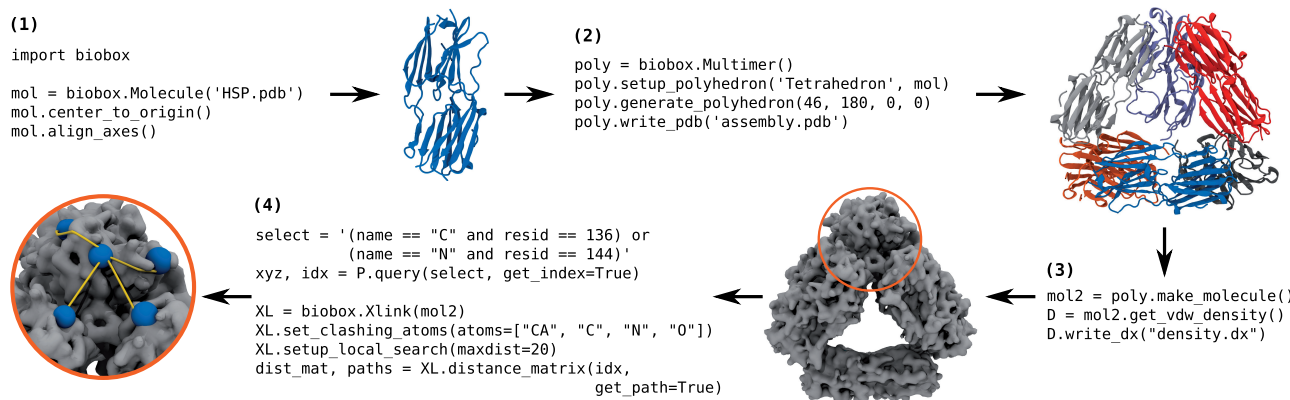 (1)
import biobox
mol = biobox.Molecule('HSP.pdb')
mol.center_to_origin()
mol.align_axes()
(2)
poly = biobox.Multimer()
poly.setup_polyhedron('Tetrahedron', mol)
poly.generate_polyhedron(46, 180, 0, 0)
poly.write_pdb('assembly.pdb')
(3)
mol2 = poly.make_molecule()
D = mol2.get_vdw_density()
D.write_dx("density.dx")
(4)
select = '(name == "C" and resid == 136) or
(name == "N" and resid == 144)'
xyz, idx = P.query(select, get_index=True)
XL = biobox.Xlink(mol2)
XL.set_clashing_atoms(atoms=["CA", "C", "N", "O"])
XL.setup_local_search(maxdist=20)
dist_mat, paths = XL.distance_matrix(idx,
get_path=True)